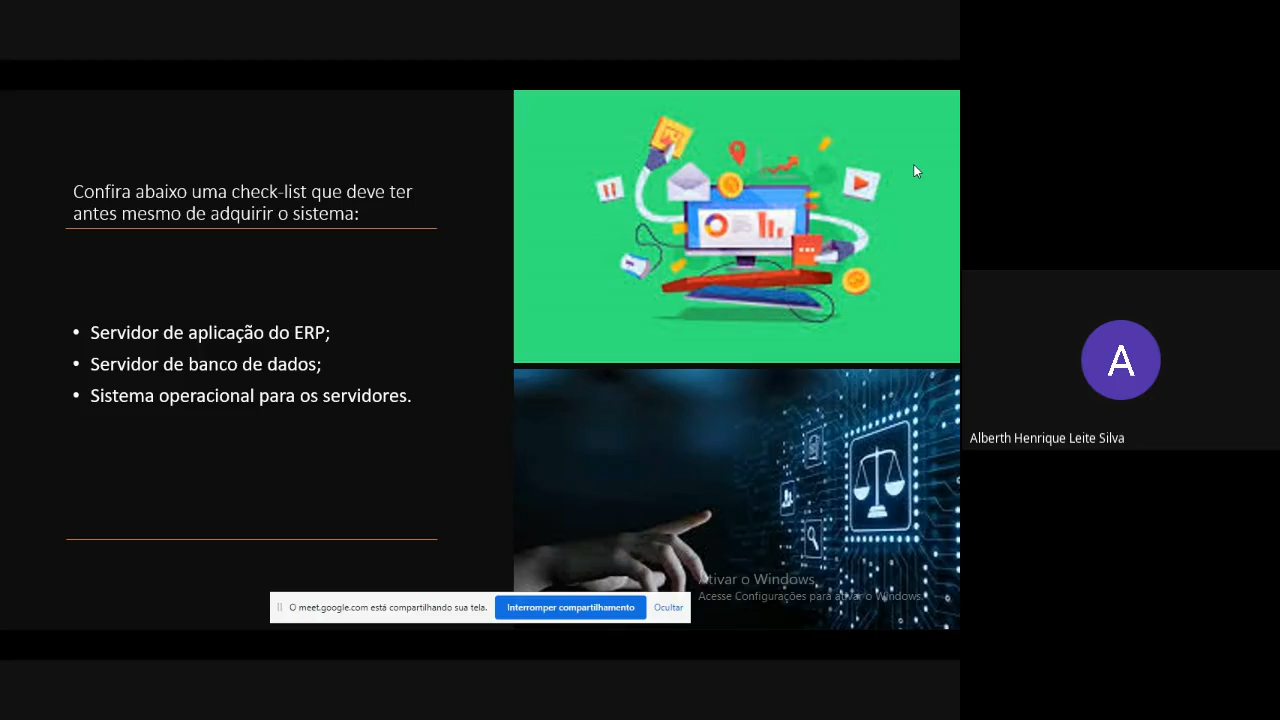 Confira abaixo uma check-list que deve ter
antes mesmo de adquirir o sistema:
• Servidor de aplicação do ERP;
• Servidor de banco de dados;
• Sistema operacional para os servidores.
Ativar o Windows
Acesse Configurações para ativar o Windows.
O meet.google.com está compartilhando sua tela.
Interromper compartilhamento
Ocultar
A
Alberth Henrique Leite Silva